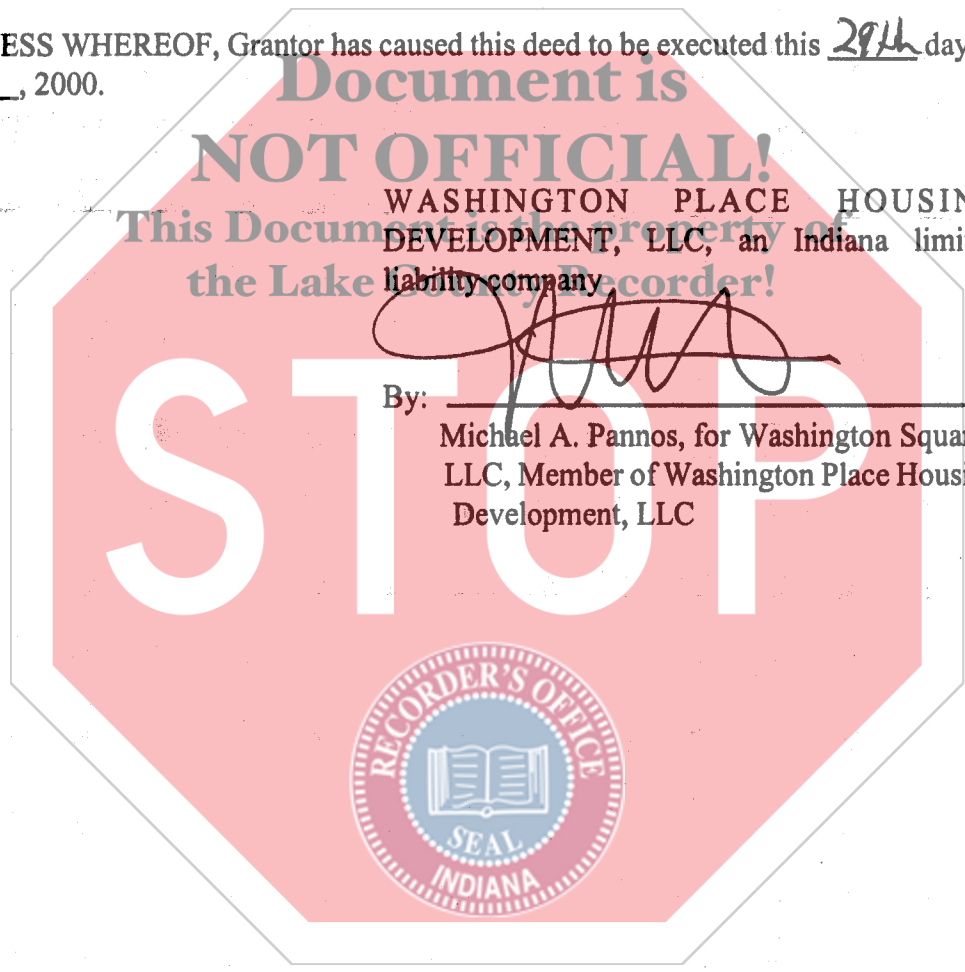 ESS WHEREOF, Grantor has caused this deed to be executed this 29th day
_, 2000.
Document is
NOT OFFICIAL!
This Document is the property of
the Lake County Recorder!
WASHINGTON PLACE HOUSIN
DEVELOPMENT, LLC, an Indiana limi
liability company
By:
Michael A. Pannos, for Washington Squar
LLC, Member of Washington Place Housi
Development, LLC
STOP
RECORDER'S OFFICE
SEAL
INDIANA